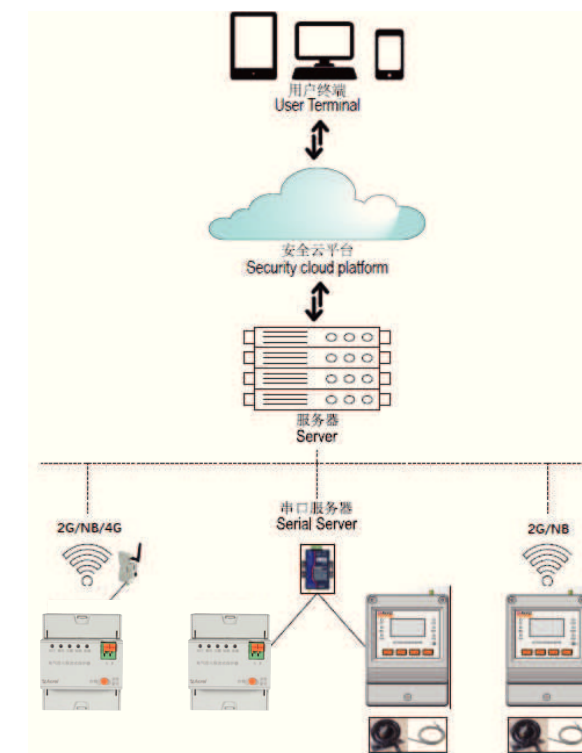 用户终端
User Terminal
安全云平台
Security cloud platform
服务器
Server
串口服务器
Serial Server
2G/NB/4G
2G/NB